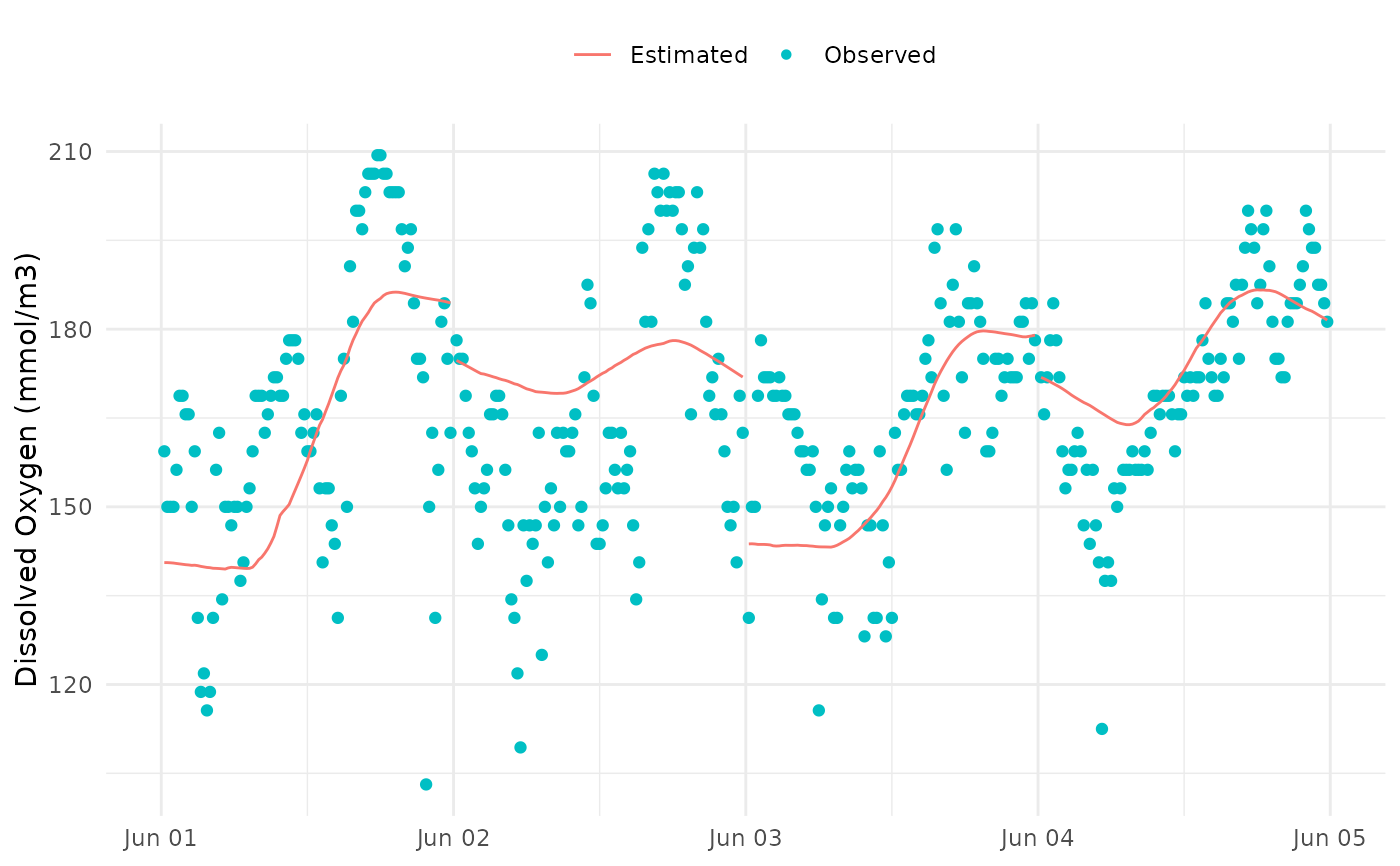 Estimated Observed
210
180
150
120
Dissolved Oxygen (mmol/m3)
Jun 01 Jun 02 Jun 03 Jun 04 Jun 05